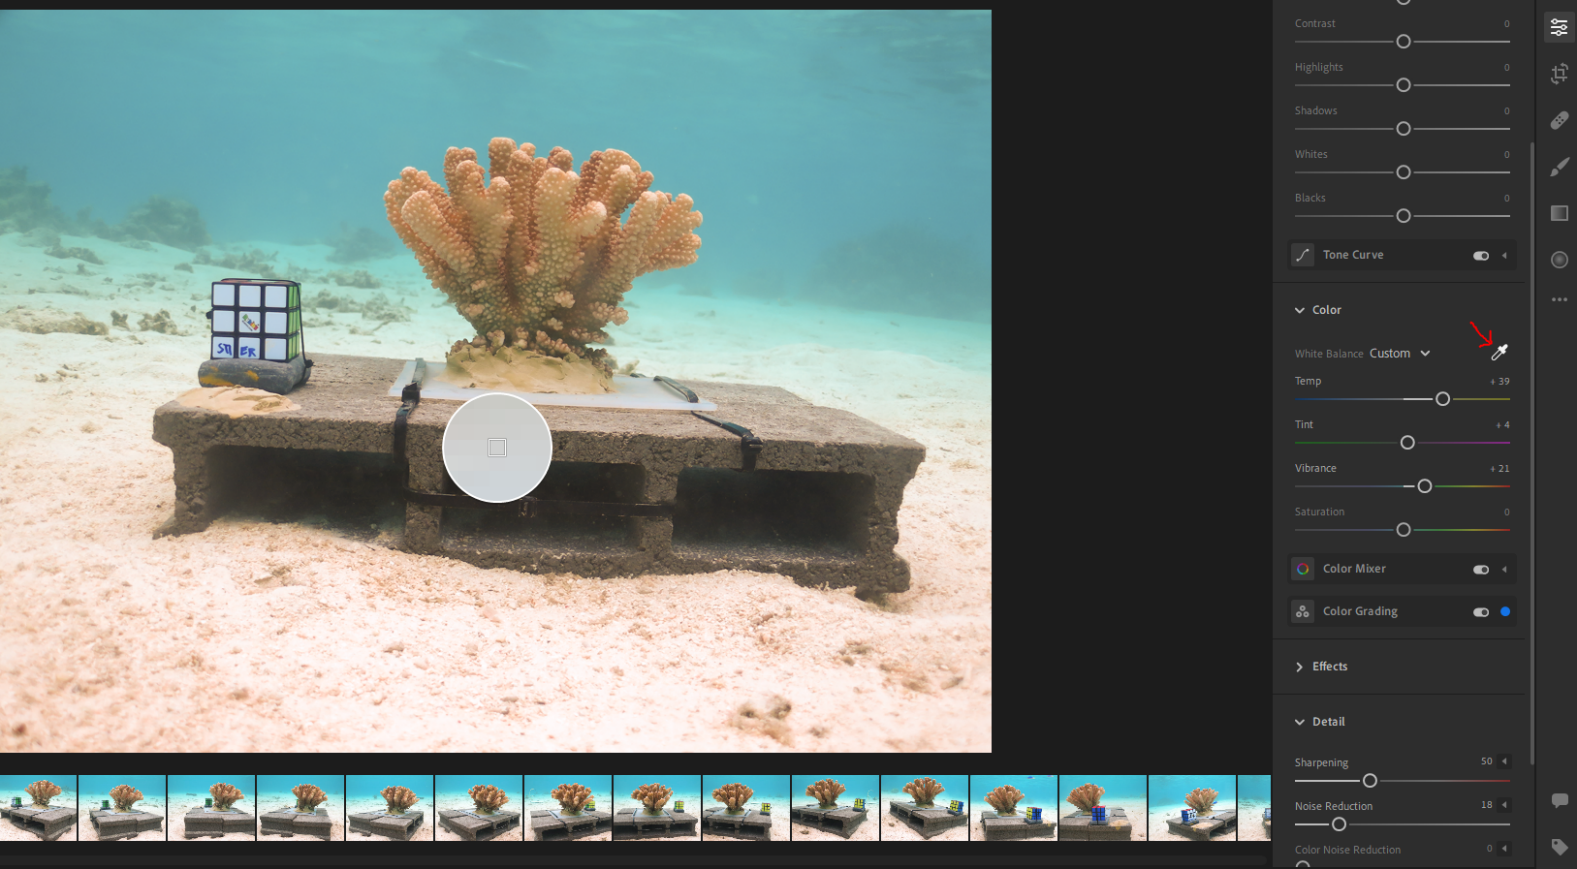 Contrast 0
Highlights 0
Shadows 0
Whites 0
Blacks 0
Tone Curve
Color
White Balance Custom
Temp + 39
Tint + 4
Vibrance + 21
Saturation 0
Color Mixer
Color Grading
Effects
Detail
Sharpening 50
Noise Reduction 18
Color Noise Reduction 0